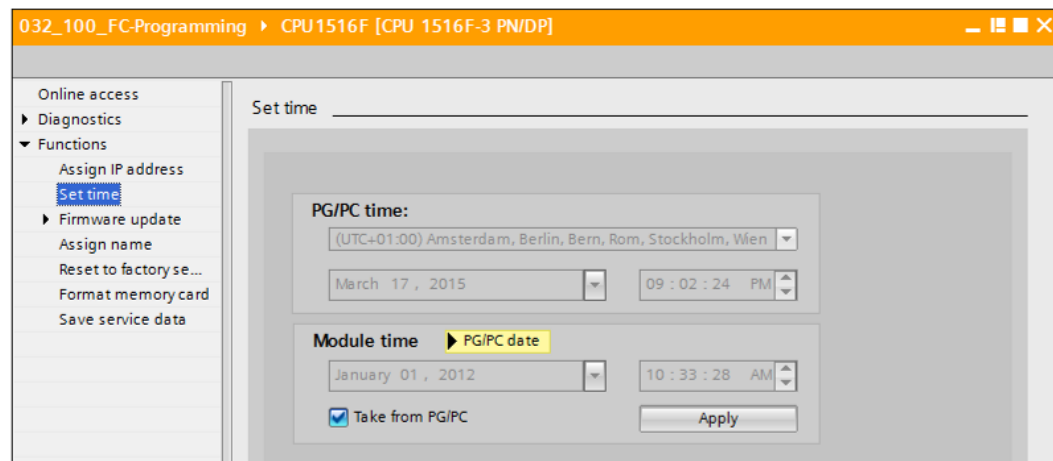 032_100_FC-Programming ▸ CPU1516F [CPU 1516F-3 PN/DP]
Online access
Diagnostics
Functions
Assign IP address
Set time
Firmware update
Assign name
Reset to factory se...
Format memory card
Save service data
Set time
PG/PC time:
(UTC+01:00) Amsterdam, Berlin, Bern, Rom, Stockholm, Wien
March 17 , 2015 09 : 02 : 24 PM
Module time PG/PC date
January 01 , 2012 10 : 33 : 28 AM
Take from PG/PC Apply